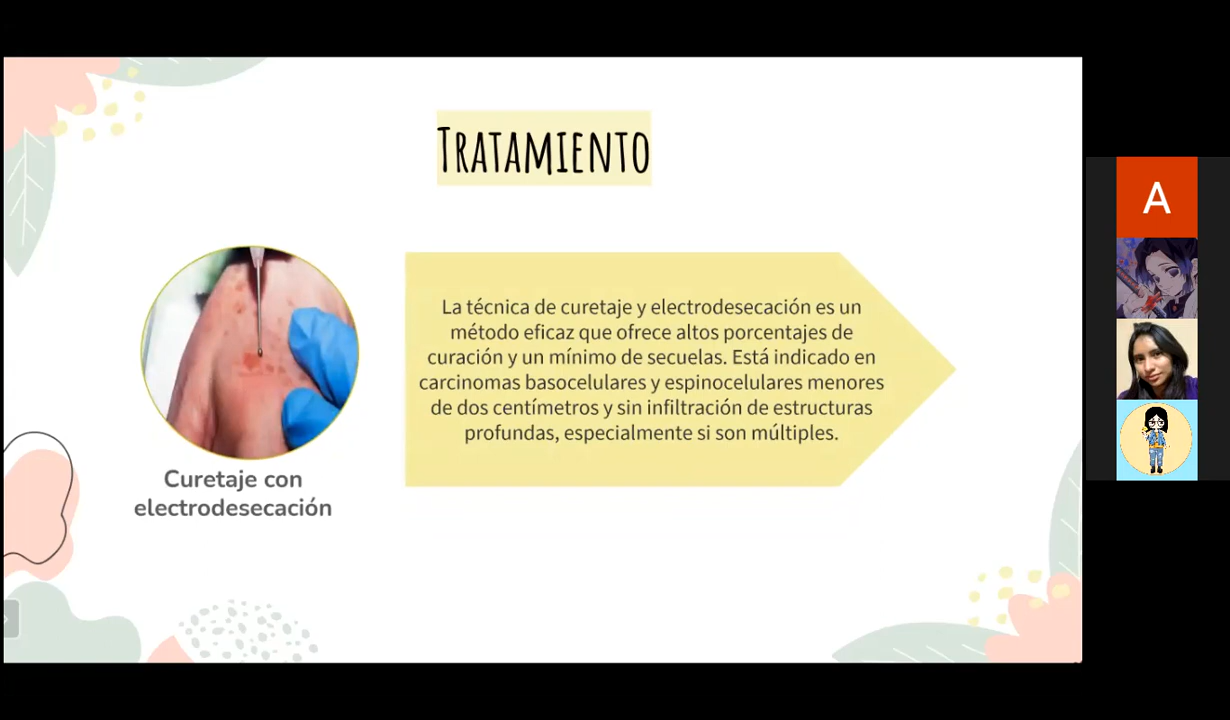 Tratamiento
La técnica de curetaje y electrodesecación es un
método eficaz que ofrece altos porcentajes de
curación y un mínimo de secuelas. Está indicado en
carcinomas basocelulares y espinocelulares menores
de dos centímetros y sin infiltración de estructuras
profundas, especialmente si son múltiples.
Curetaje con
electrodesecación
A